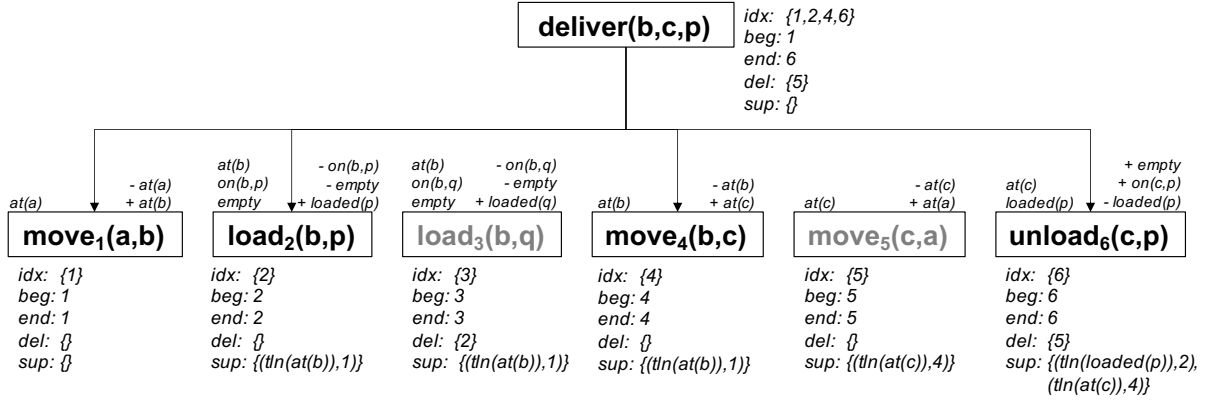 deliver(b,c,p)
idx: {1,2,4,6}
beg: 1
end: 6
del: {5}
sup: {}
at(a)
- at(a)
+ at(b)
move1(a,b)
idx: {1}
beg: 1
end: 1
del: {}
sup: {}
at(b)
on(b,p)
empty
- on(b,p)
- empty
+ loaded(p)
load2(b,p)
idx: {2}
beg: 2
end: 2
del: {}
sup: {(tln(at(b)),1)}
at(b)
on(b,q)
empty
- on(b,q)
- empty
+ loaded(q)
load3(b,q)
idx: {3}
beg: 3
end: 3
del: {2}
sup: {(tln(at(b)),1)}
at(b)
- at(b)
+ at(c)
move4(b,c)
idx: {4}
beg: 4
end: 4
del: {}
sup: {(tln(at(b)),1)}
at(c)
- at(c)
+ at(a)
move5(c,a)
idx: {5}
beg: 5
end: 5
del: {}
sup: {(tln(at(c)),4)}
at(c)
loaded(p)
+ empty
+ on(c,p)
- loaded(p)
unload6(c,p)
idx: {6}
beg: 6
end: 6
del: {5}
sup: {(tln(loaded(p)),2),
(tln(at(c)),4)}